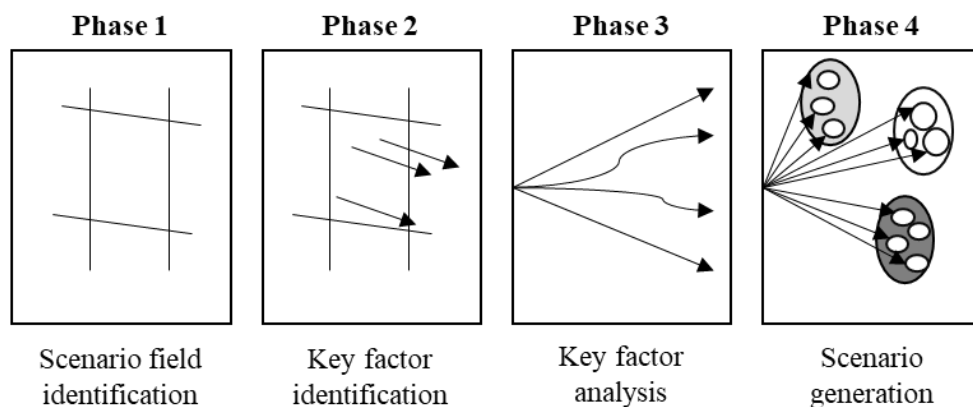 Phase 1
Phase 2
Phase 3
Phase 4
Scenario field
identification
Key factor
identification
Key factor
analysis
Scenario
generation